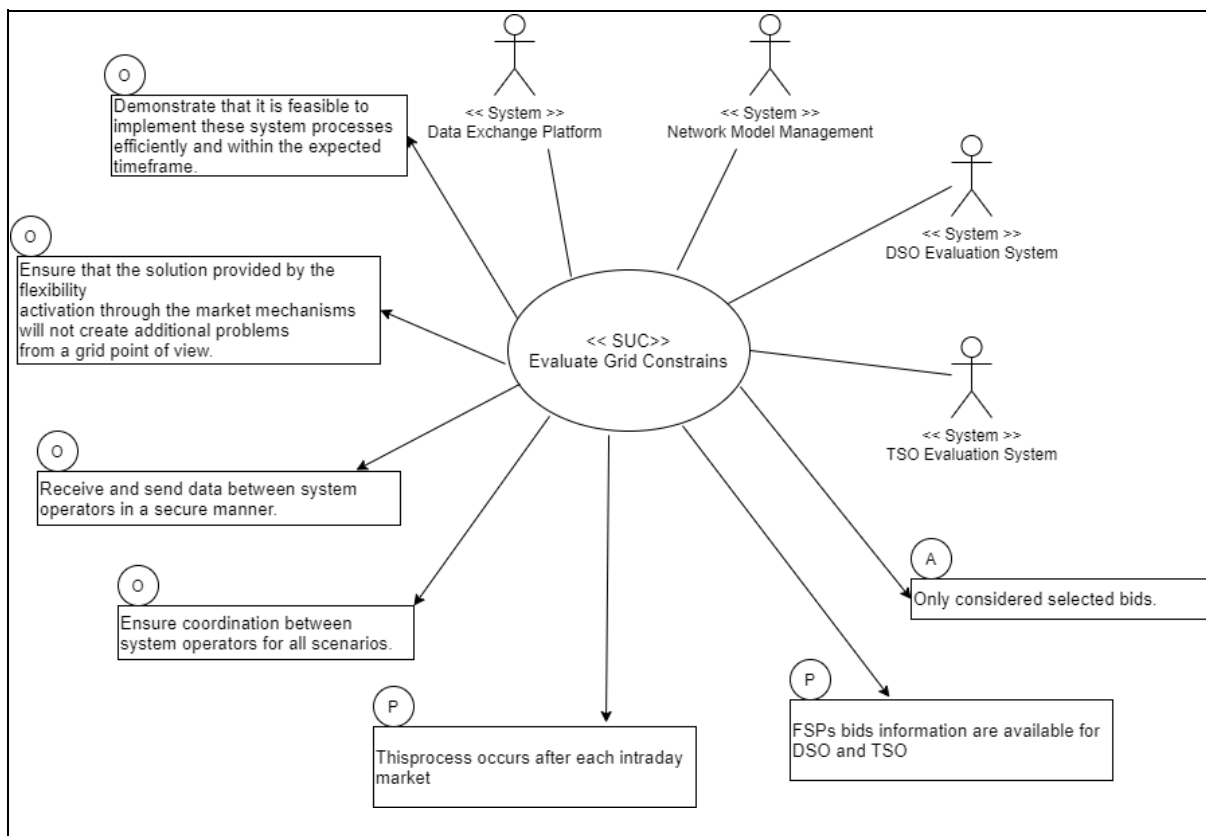 O
Demonstrate that it is feasible to
implement these system processes
efficiently and within the expected
timeframe.
<< System >>
Data Exchange Platform
<< System >>
Network Model Management
<< System >>
DSO Evaluation System
O
Ensure that the solution provided by the
flexibility
activation through the market mechanisms
will not create additional problems
from a grid point of view.
<< SUC>>
Evaluate Grid Constrains
<< System >>
TSO Evaluation System
O
Receive and send data between system
operators in a secure manner.
A
Only considered selected bids.
O
Ensure coordination between
system operators for all scenarios.
P
Thisprocess occurs after each intraday
market
P
FSPs bids information are available for
DSO and TSO